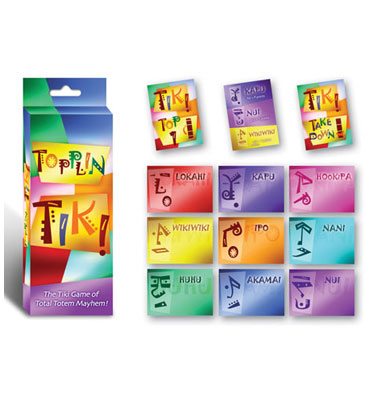 TOPPLIN
TIKI
The Tiki Game of
Total Totem Mayhem!
TIKI
TOP
KAPU
NUI
WIKIWIKI
TIKI
TAKE
DOWN
LOKAHI
KAPU
HOOKIPA
WIKIWIKI
IPO
NANI
HUHU
AKAMAI
NUI